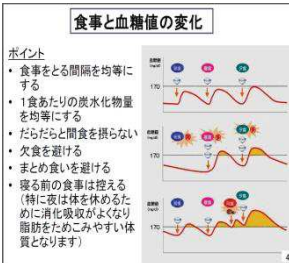 食事と血糖値の変化
ポイント
• 食事をとる間隔を均等に
する
• 1食あたりの炭水化物量
を均等にする
• だらだらと間食を摂らない
• 欠食を避ける
• まとめ食いを避ける
• 寝る前の食事は控える
(特に夜は体を休めるた
めに消化吸収がよくなり
脂肪をためこみやすい体
質となります)
170
170
170
4